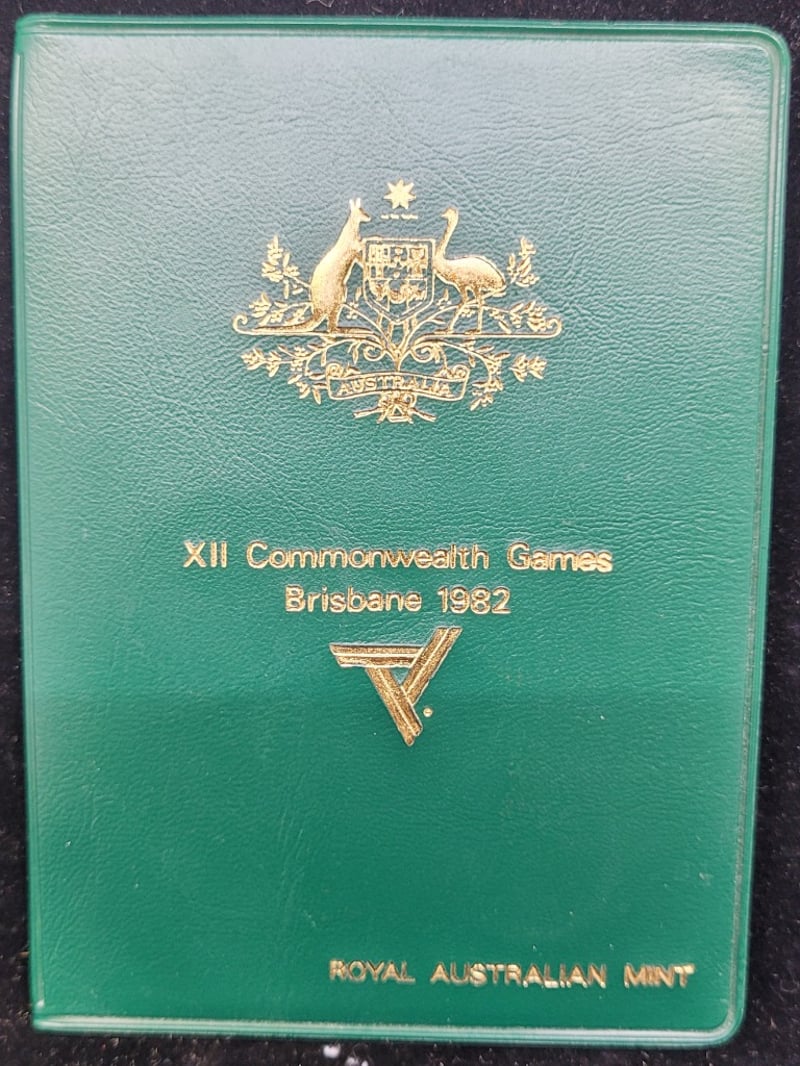 AUSTRALIA
XII Commonwealth Games
Brisbane 1982
ROYAL AUSTRALIAN MINT